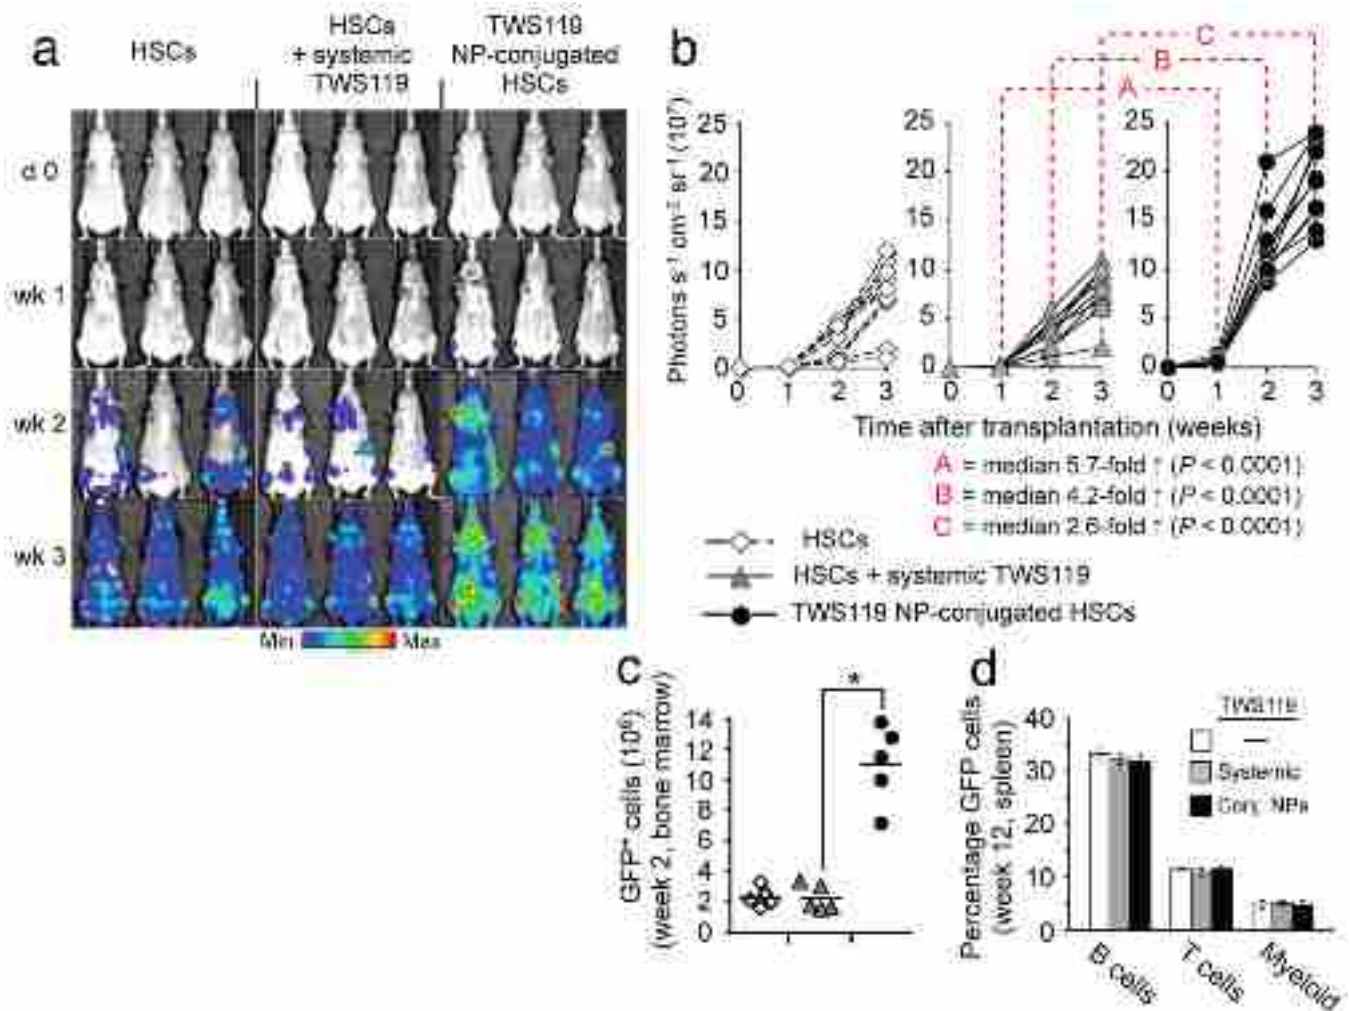 a
HSCs
HSCs
+ systemic
TWS119
TWS119
NP-conjugated
HSCs
d 0
wk 1
wk 2
wk 3
Min
Max
b
A
B
C
Photons s⁻¹ cm⁻² sr⁻¹ (10⁷)
25
20
15
10
5
0
0 1 2 3
25
20
15
10
5
0
0 1 2 3
25
20
15
10
5
0
0 1 2 3
Time after transplantation (weeks)
A = median 5.7-fold ↑ (P < 0.0001)
B = median 4.2-fold ↑ (P < 0.0001)
C = median 2.6-fold ↑ (P < 0.0001)
HSCs
HSCs + systemic TWS119
TWS119 NP-conjugated HSCs
c
GFP⁺ cells (10⁶)
(week 2, bone marrow)
14
12
10
8
6
4
2
0
*
d
Percentage GFP cells
(week 12, spleen)
40
30
20
10
0
TWS119
—
Systemic
Conj. NPs
B cells
T cells
Myeloid